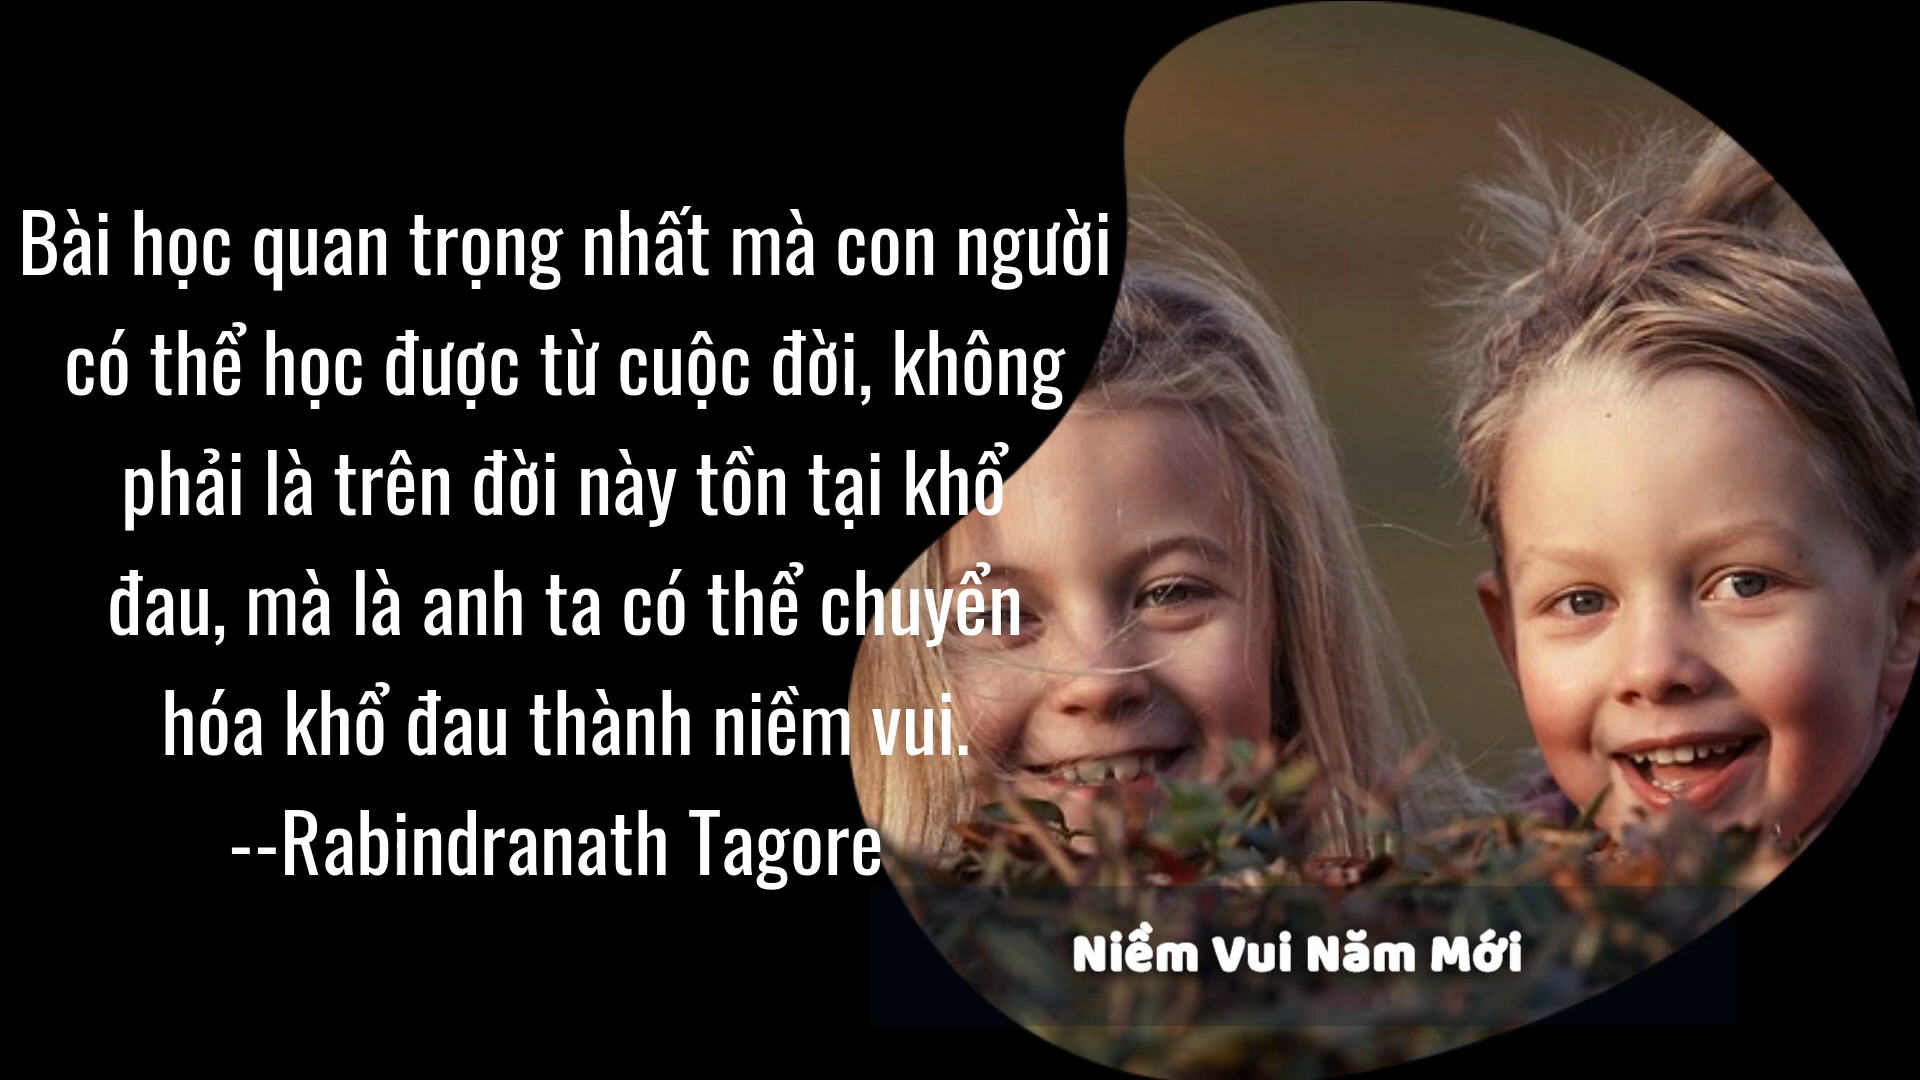 Bài học quan trọng nhất mà con người
có thể học được từ cuộc đời, không
phải là trên đời này tồn tại khổ
đau, mà là anh ta có thể chuyển
hóa khổ đau thành niềm vui.
--Rabindranath Tagore
Niềm Vui Năm Mới